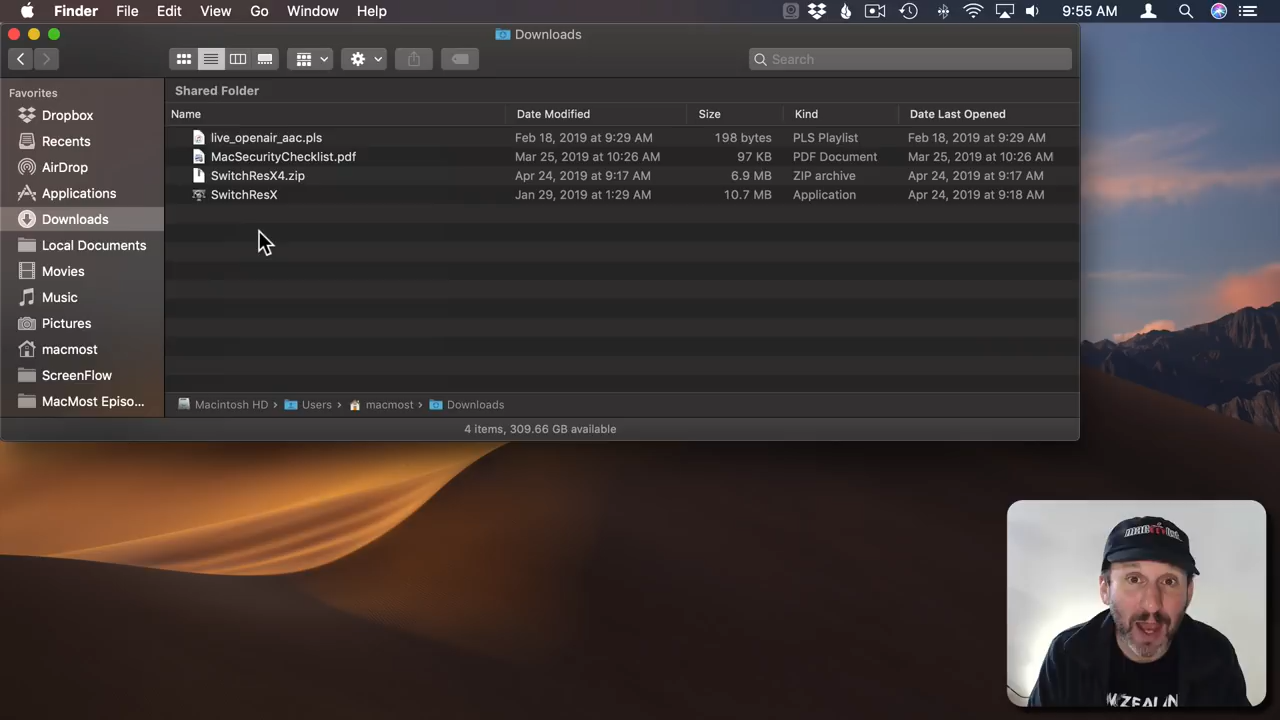 Finder File Edit View Go Window Help 9:55 AM
Downloads
Search
Favorites
Dropbox
Recents
AirDrop
Applications
Downloads
Local Documents
Movies
Music
Pictures
macmost
ScreenFlow
MacMost Episo...
Shared Folder
Name Date Modified Size Kind Date Last Opened
live_openair_aac.pls Feb 18, 2019 at 9:29 AM 198 bytes PLS Playlist Feb 18, 2019 at 9:29 AM
MacSecurityChecklist.pdf Mar 25, 2019 at 10:26 AM 97 KB PDF Document Mar 25, 2019 at 10:26 AM
SwitchResX4.zip Apr 24, 2019 at 9:17 AM 6.9 MB ZIP archive Apr 24, 2019 at 9:17 AM
SwitchResX Jan 29, 2019 at 1:29 AM 10.7 MB Application Apr 24, 2019 at 9:18 AM
Macintosh HD › Users › macmost › Downloads
4 items, 309.66 GB available